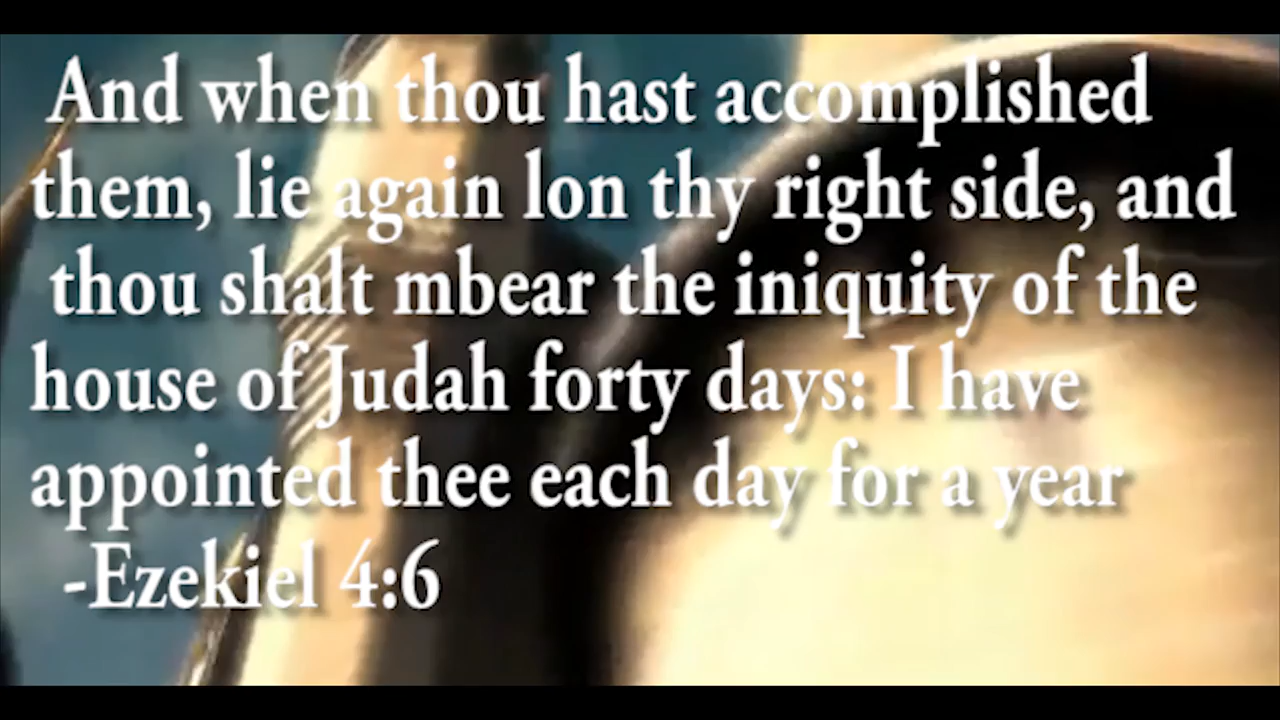 And when thou hast accomplished
them, lie again lon thy right side, and
thou shalt mbear the iniquity of the
house of Judah forty days: I have
appointed thee each day for a year
-Ezekiel 4:6